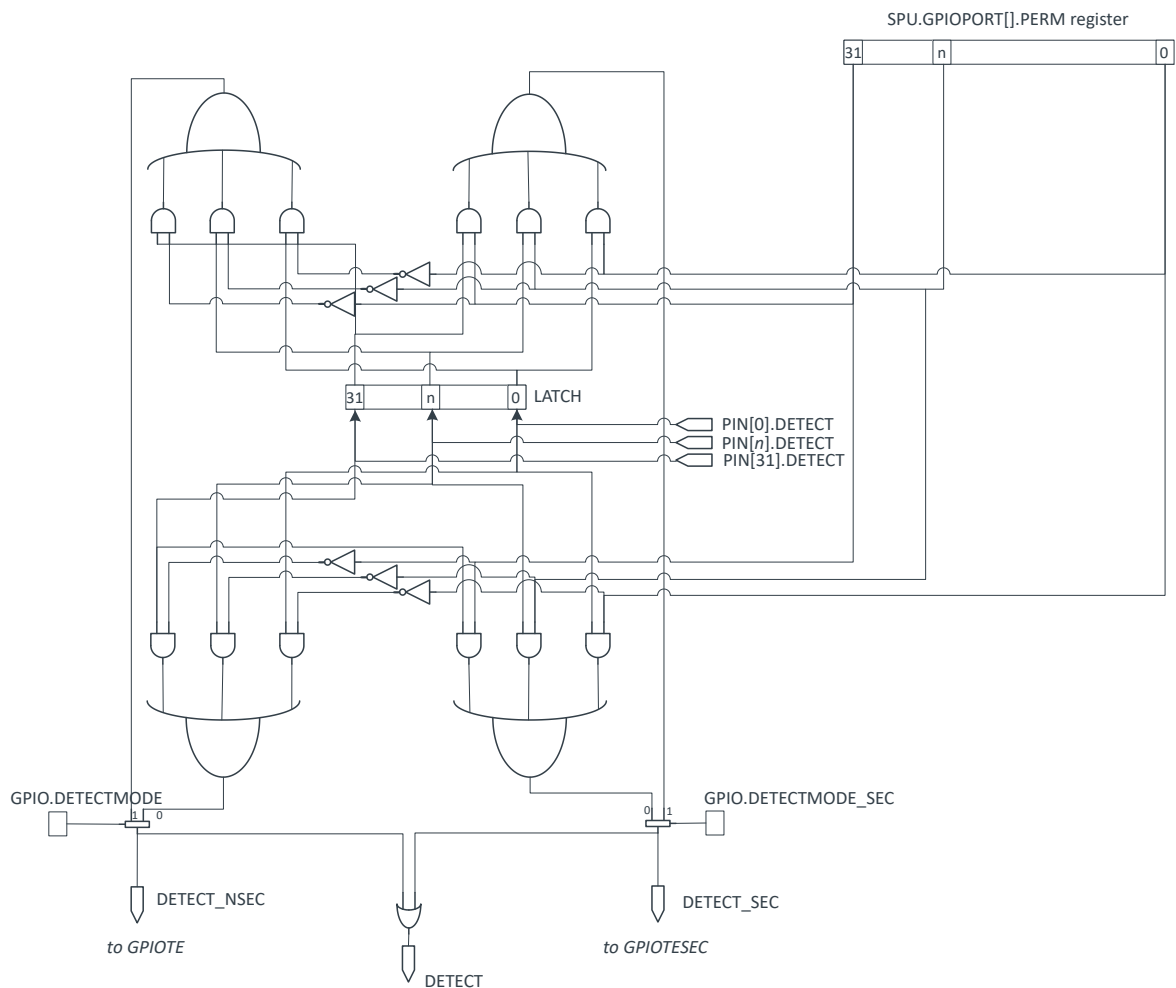 SPU.GPIOPORT[].PERM register
31 n 0
31 n 0 LATCH
PIN[0].DETECT
PIN[n].DETECT
PIN[31].DETECT
GPIO.DETECTMODE
1 0
0 1
GPIO.DETECTMODE_SEC
DETECT_NSEC
DETECT_SEC
to GPIOTE
to GPIOTESEC
DETECT